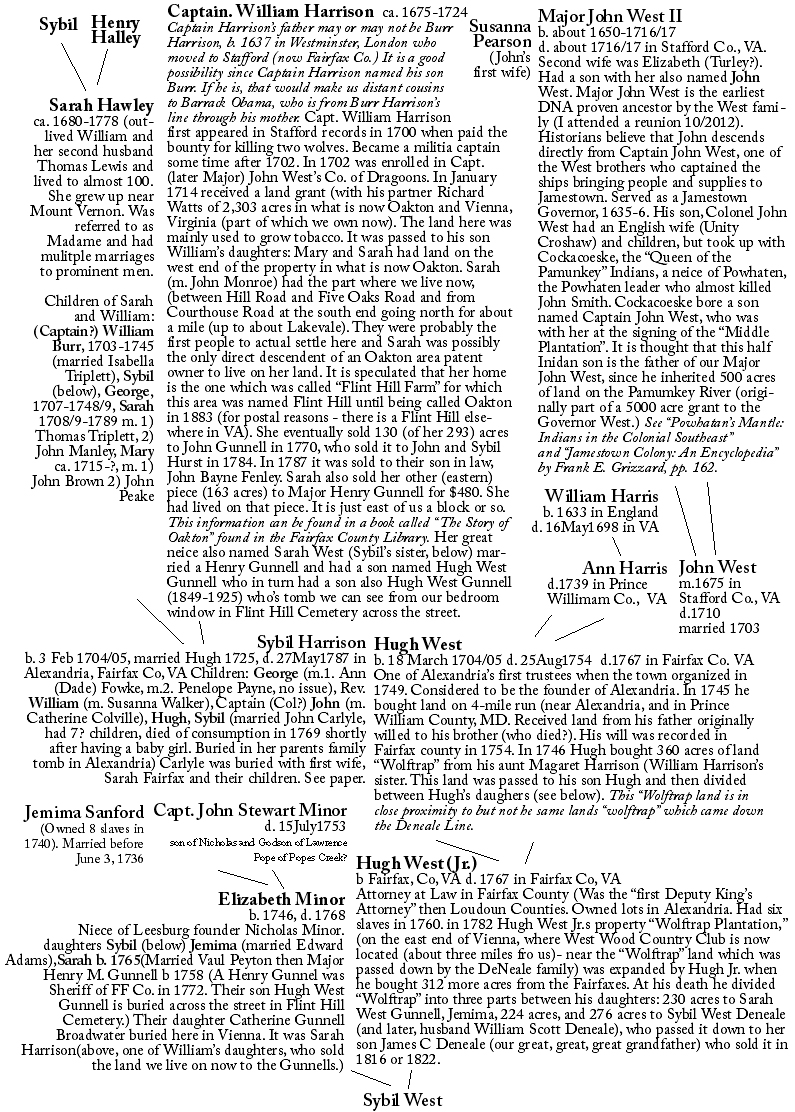 Sybil
Henry
Halley
Sarah Hawley
ca. 1680-1778 (out-
lived William and
her second husband
Thomas Lewis and
lived to almost 100.
She grew up near
Mount Vernon. Was
referred to as
Madame and had
mulitple marriages
to prominent men.
Children of Sarah
and William:
(Captain?) William
Burr, 1703-1745
(married Isabella
Triplett), Sybil
(below), George,
1707-1748/9, Sarah
1708/9-1789 m. 1)
Thomas Triplett, 2)
John Manley, Mary
ca. 1715-?, m. 1)
John Brown 2) John
Peake
Captain. William Harrison ca. 1675-1724
Captain Harrison's father may or may not be Burr
Harrison, b. 1637 in Westminster, London who
moved to Stafford (now Fairfax Co.) It is a good
possibility since Captain Harrison named his son
Burr. If he is, that would make us distant cousins
to Barrack Obama, who is from Burr Harrison's
line through his mother. Capt. William Harrison
first appeared in Stafford records in 1700 when paid the
bounty for killing two wolves. Became a militia captain
some time after 1702. In 1702 was enrolled in Capt.
(later Major) John West's Co. of Dragoons. In January
1714 received a land grant (with his partner Richard
Watts of 2,303 acres in what is now Oakton and Vienna,
Virginia (part of which we own now). The land here was
mainly used to grow tobacco. It was passed to his son
William's daughters: Mary and Sarah had land on the
west end of the property in what is now Oakton. Sarah
(m. John Monroe) had the part where we live now,
(between Hill Road and Five Oaks Road and from
Courthouse Road at the south end going north for about
a mile (up to about Lakevale). They were probably the
first people to actual settle here and Sarah was possibly
the only direct descendent of an Oakton area patent
owner to live on her land. It is speculated that her home
is the one which was called "Flint Hill Farm" for which
this area was named Flint Hill until being called Oakton
in 1883 (for postal reasons - there is a Flint Hill else-
where in VA). She eventually sold 130 (of her 293) acres
to John Gunnell in 1770, who sold it to John and Sybil
Hurst in 1784. In 1787 it was sold to their son in law,
John Bayne Fenley. Sarah also sold her other (eastern)
piece (163 acres) to Major Henry Gunnell for $480. She
had lived on that piece. It is just east of us a block or so.
This information can be found in a book called "The Story of
Oakton" found in the Fairfax County Library. Her great
neice also named Sarah West (Sybil's sister, below) mar-
ried a Henry Gunnell and had a son named Hugh West
Gunnell who in turn had a son also Hugh West Gunnell
(1849-1925) who's tomb we can see from our bedroom
window in Flint Hill Cemetery across the street.
Susanna
Pearson
(John's
first wife)
Major John West II
b. about 1650-1716/17
d. about 1716/17 in Stafford Co., VA.
Second wife was Elizabeth (Turley?).
Had a son with her also named John
West. Major John West is the earliest
DNA proven ancestor by the West fami-
ly (I attended a reunion 10/2012).
Historians believe that John descends
directly from Captain John West, one of
the West brothers who captained the
ships bringing people and supplies to
Jamestown. Served as a Jamestown
Governor, 1635-6. His son, Colonel John
West had an English wife (Unity
Croshaw) and children, but took up with
Cockacoeske, the "Queen of the
Pamunkey" Indians, a neice of Powhaten,
the Powhaten leader who almost killed
John Smith. Cockacoeske bore a son
named Captain John West, who was
with her at the signing of the "Middle
Plantation". It is thought that this half
Inidan son is the father of our Major
John West, since he inherited 500 acres
of land on the Pamumkey River (origi-
nally part of a 5000 acre grant to the
Governor West.) See "Powhatan's Mantle:
Indians in the Colonial Southeast"
and "Jamestown Colony: An Encyclopedia"
by Frank E. Grizzard, pp. 162.
William Harris
b. 1633 in England
d. 16May1698 in VA
Ann Harris
d.1739 in Prince
Willimam Co., VA
John West
m.1675 in
Stafford Co., VA
d.1710
married 1703
Sybil Harrison
b. 3 Feb 1704/05, married Hugh 1725, d. 27May1787 in
Alexandria, Fairfax Co,VA Children: George (m.1. Ann
(Dade) Fowke, m.2. Penelope Payne, no issue), Rev.
William (m. Susanna Walker), Captain (Col?) John (m.
Catherine Colville), Hugh, Sybil (married John Carlyle,
had 7? children, died of consumption in 1769 shortly
after having a baby girl. Buried in her parents family
tomb in Alexandria) Carlyle was buried with first wife,
Sarah Fairfax and their children. See paper.
Hugh West
b. 18 March 1704/05 d. 25Aug1754 d.1767 in Fairfax Co. VA
One of Alexandria's first trustees when the town organized in
1749. Considered to be the founder of Alexandria. In 1745 he
bought land on 4-mile run (near Alexandria, and in Prince
William County, MD. Received land from his father originally
willed to his brother (who died?). His will was recorded in
Fairfax county in 1754. In 1746 Hugh bought 360 acres of land
"Wolftrap" from his aunt Magaret Harrison (William Harrison's
sister. This land was passed to his son Hugh and then divided
between Hugh's daughers (see below). This "Wolftrap land is in
close proximity to but not he same lands "wolftrap" which came down
the Deneale Line.
Jemima Sanford
(Owned 8 slaves in
1740). Married before
June 3, 1736
Capt. John Stewart Minor
d. 15July1753
son of Nicholas and Godson of Lawrence
Pope of Popes Creek?
Elizabeth Minor
b. 1746, d. 1768
Niece of Leesburg founder Nicholas Minor.
daughters Sybil (below) Jemima (married Edward
Adams),Sarah b. 1765(Married Vaul Peyton then Major
Henry M. Gunnell b 1758 (A Henry Gunnel was
Sheriff of FF Co. in 1772. Their son Hugh West
Gunnell is buried across the street in Flint Hill
Cemetery.) Their daughter Catherine Gunnell
Broadwater buried here in Vienna. It was Sarah
Harrison(above, one of William's daughters, who sold
the land we live on now to the Gunnells.)
Hugh West (Jr.)
b Fairfax, Co, VA d. 1767 in Fairfax Co., VA
Attorney at Law in Fairfax County (Was the "first Deputy King's
Attorney" then Loudoun Counties. Owned lots in Alexandria. Had six
slaves in 1760. in 1782 Hugh West Jr.s property "Wolftrap Plantation,"
(on the east end of Vienna, where West Wood Country Club is now
located (about three miles fro us)- near the "Wolftrap" land which was
passed down by the DeNeale family) was expanded by Hugh Jr. when
he bought 312 more acres from the Fairfaxes. At his death he divided
"Wolftrap" into three parts between his daughters: 230 acres to Sarah
West Gunnell, Jemima, 224 acres, and 276 acres to Sybil West Deneale
(and later, husband William Scott Deneale), who passed it down to her
son James C Deneale (our great, great, great grandfather) who sold it in
1816 or 1822.
Sybil West